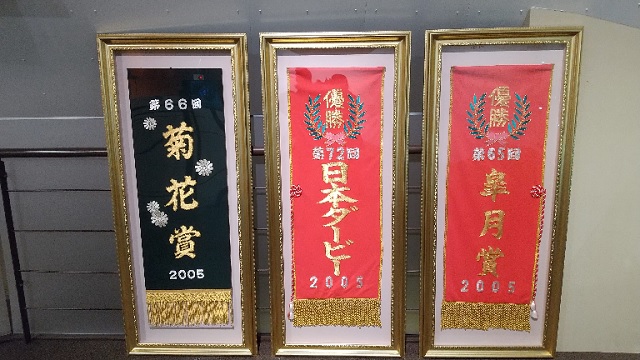 第66回
菊花賞
2005
優勝
第72回
日本ダービー
2005
優勝
第65回
皐月賞
2005